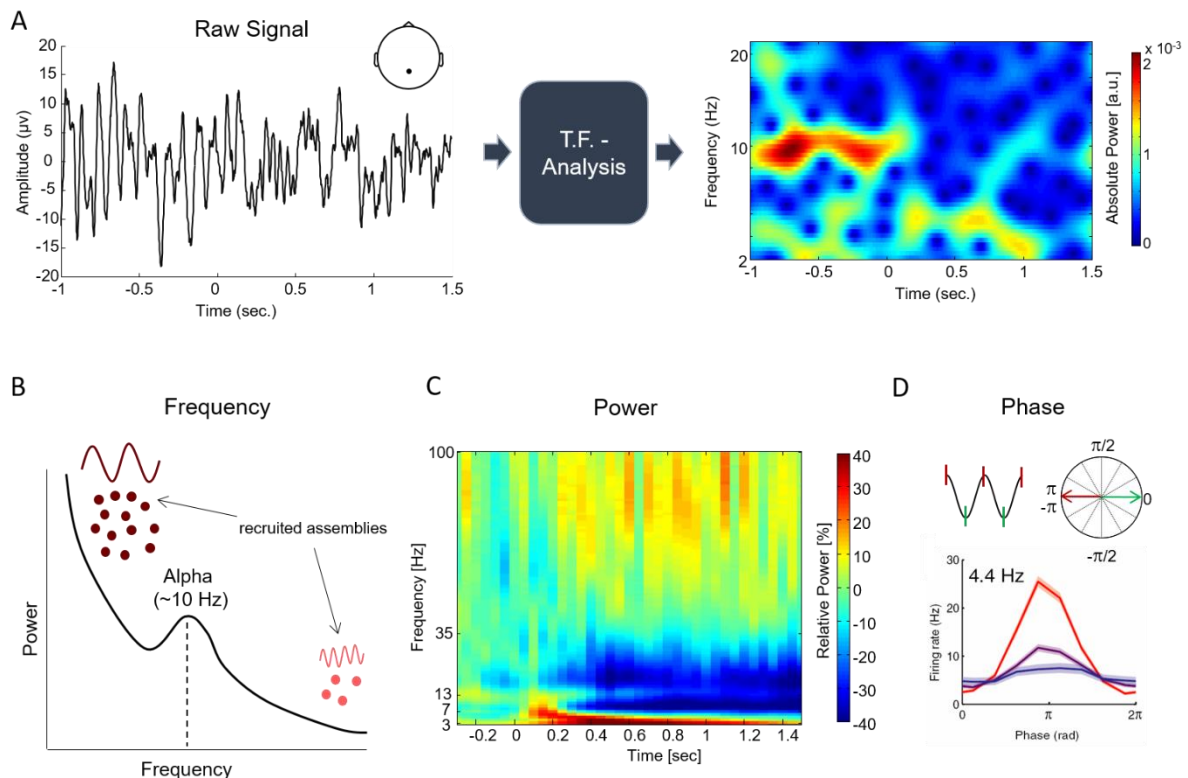 A
Raw Signal
Amplitude (μv)
20
15
10
5
0
-5
-10
-15
-20
-1
-0.5
0
0.5
1
1.5
Time (sec.)
T.F. -
Analysis
Frequency (Hz)
20
10
2
-1
-0.5
0
0.5
1
1.5
Time (sec.)
x 10⁻³
2
1
0
Absolute Power [a.u.]
B
Frequency
recruited assemblies
Alpha
(~10 Hz)
Power
Frequency
C
Power
Frequency [Hz]
100
35
13
7
3
-0.2
0
0.2
0.4
0.6
0.8
1
1.2
1.4
Time [sec]
40
30
20
10
0
-10
-20
-30
-40
Relative Power [%]
D
Phase
π/2
π
-π
0
-π/2
4.4 Hz
Firing rate (Hz)
30
20
10
0
0
π
2π
Phase (rad)